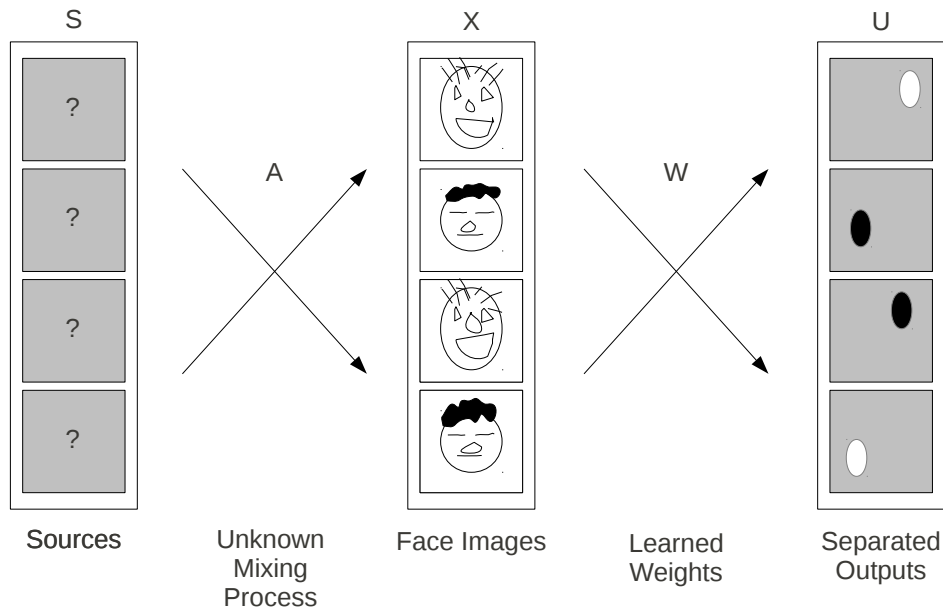 S
X
U
?
?
?
?
A
W
Sources
Unknown
Mixing
Process
Face Images
Learned
Weights
Separated
Outputs